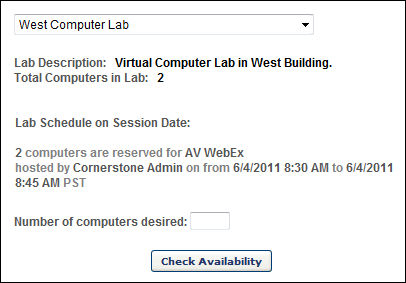 West Computer Lab
Lab Description: Virtual Computer Lab in West Building.
Total Computers in Lab: 2
Lab Schedule on Session Date:
2 computers are reserved for AV WebEx
hosted by Cornerstone Admin on from 6/4/2011 8:30 AM to 6/4/2011
8:45 AM PST
Number of computers desired:
Check Availability